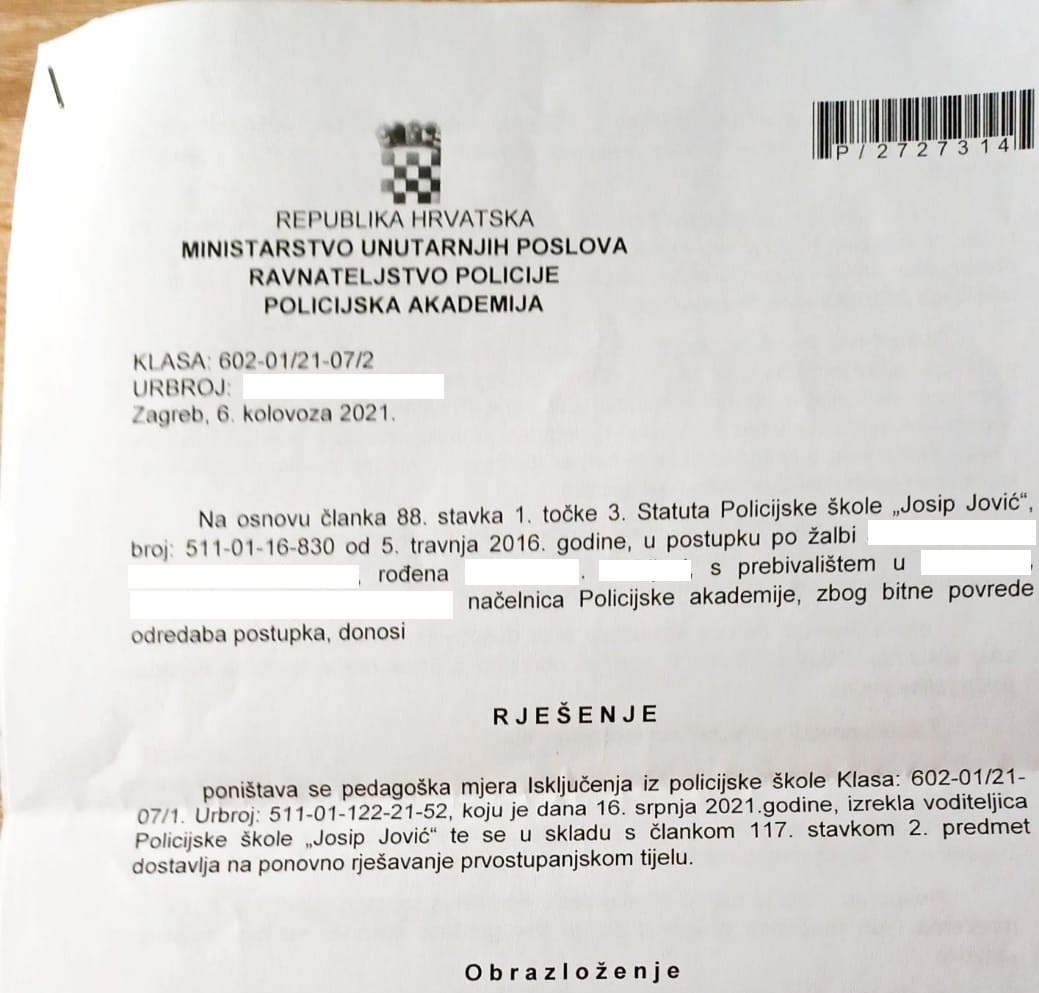 P/2727314
REPUBLIKA HRVATSKA
MINISTARSTVO UNUTARNJIH POSLOVA
RAVNATELJSTVO POLICIJE
POLICIJSKA AKADEMIJA
KLASA: 602-01/21-07/2
URBROJ:
Zagreb, 6. kolovoza 2021.
Na osnovu članka 88. stavka 1. točke 3. Statuta Policijske škole „Josip Jović“,
broj: 511-01-16-830 od 5. travnja 2016. godine, u postupku po žalbi
, rođena . , s prebivalištem u ,
načelnica Policijske akademije, zbog bitne povrede
odredaba postupka, donosi
RJEŠENJE
poništava se pedagoška mjera Isključenja iz policijske škole Klasa: 602-01/21-
07/1. Urbroj: 511-01-122-21-52, koju je dana 16. srpnja 2021.godine, izrekla voditeljica
Policijske škole „Josip Jović“ te se u skladu s člankom 117. stavkom 2. predmet
dostavlja na ponovno rješavanje prvostupanjskom tijelu.
Obrazloženje